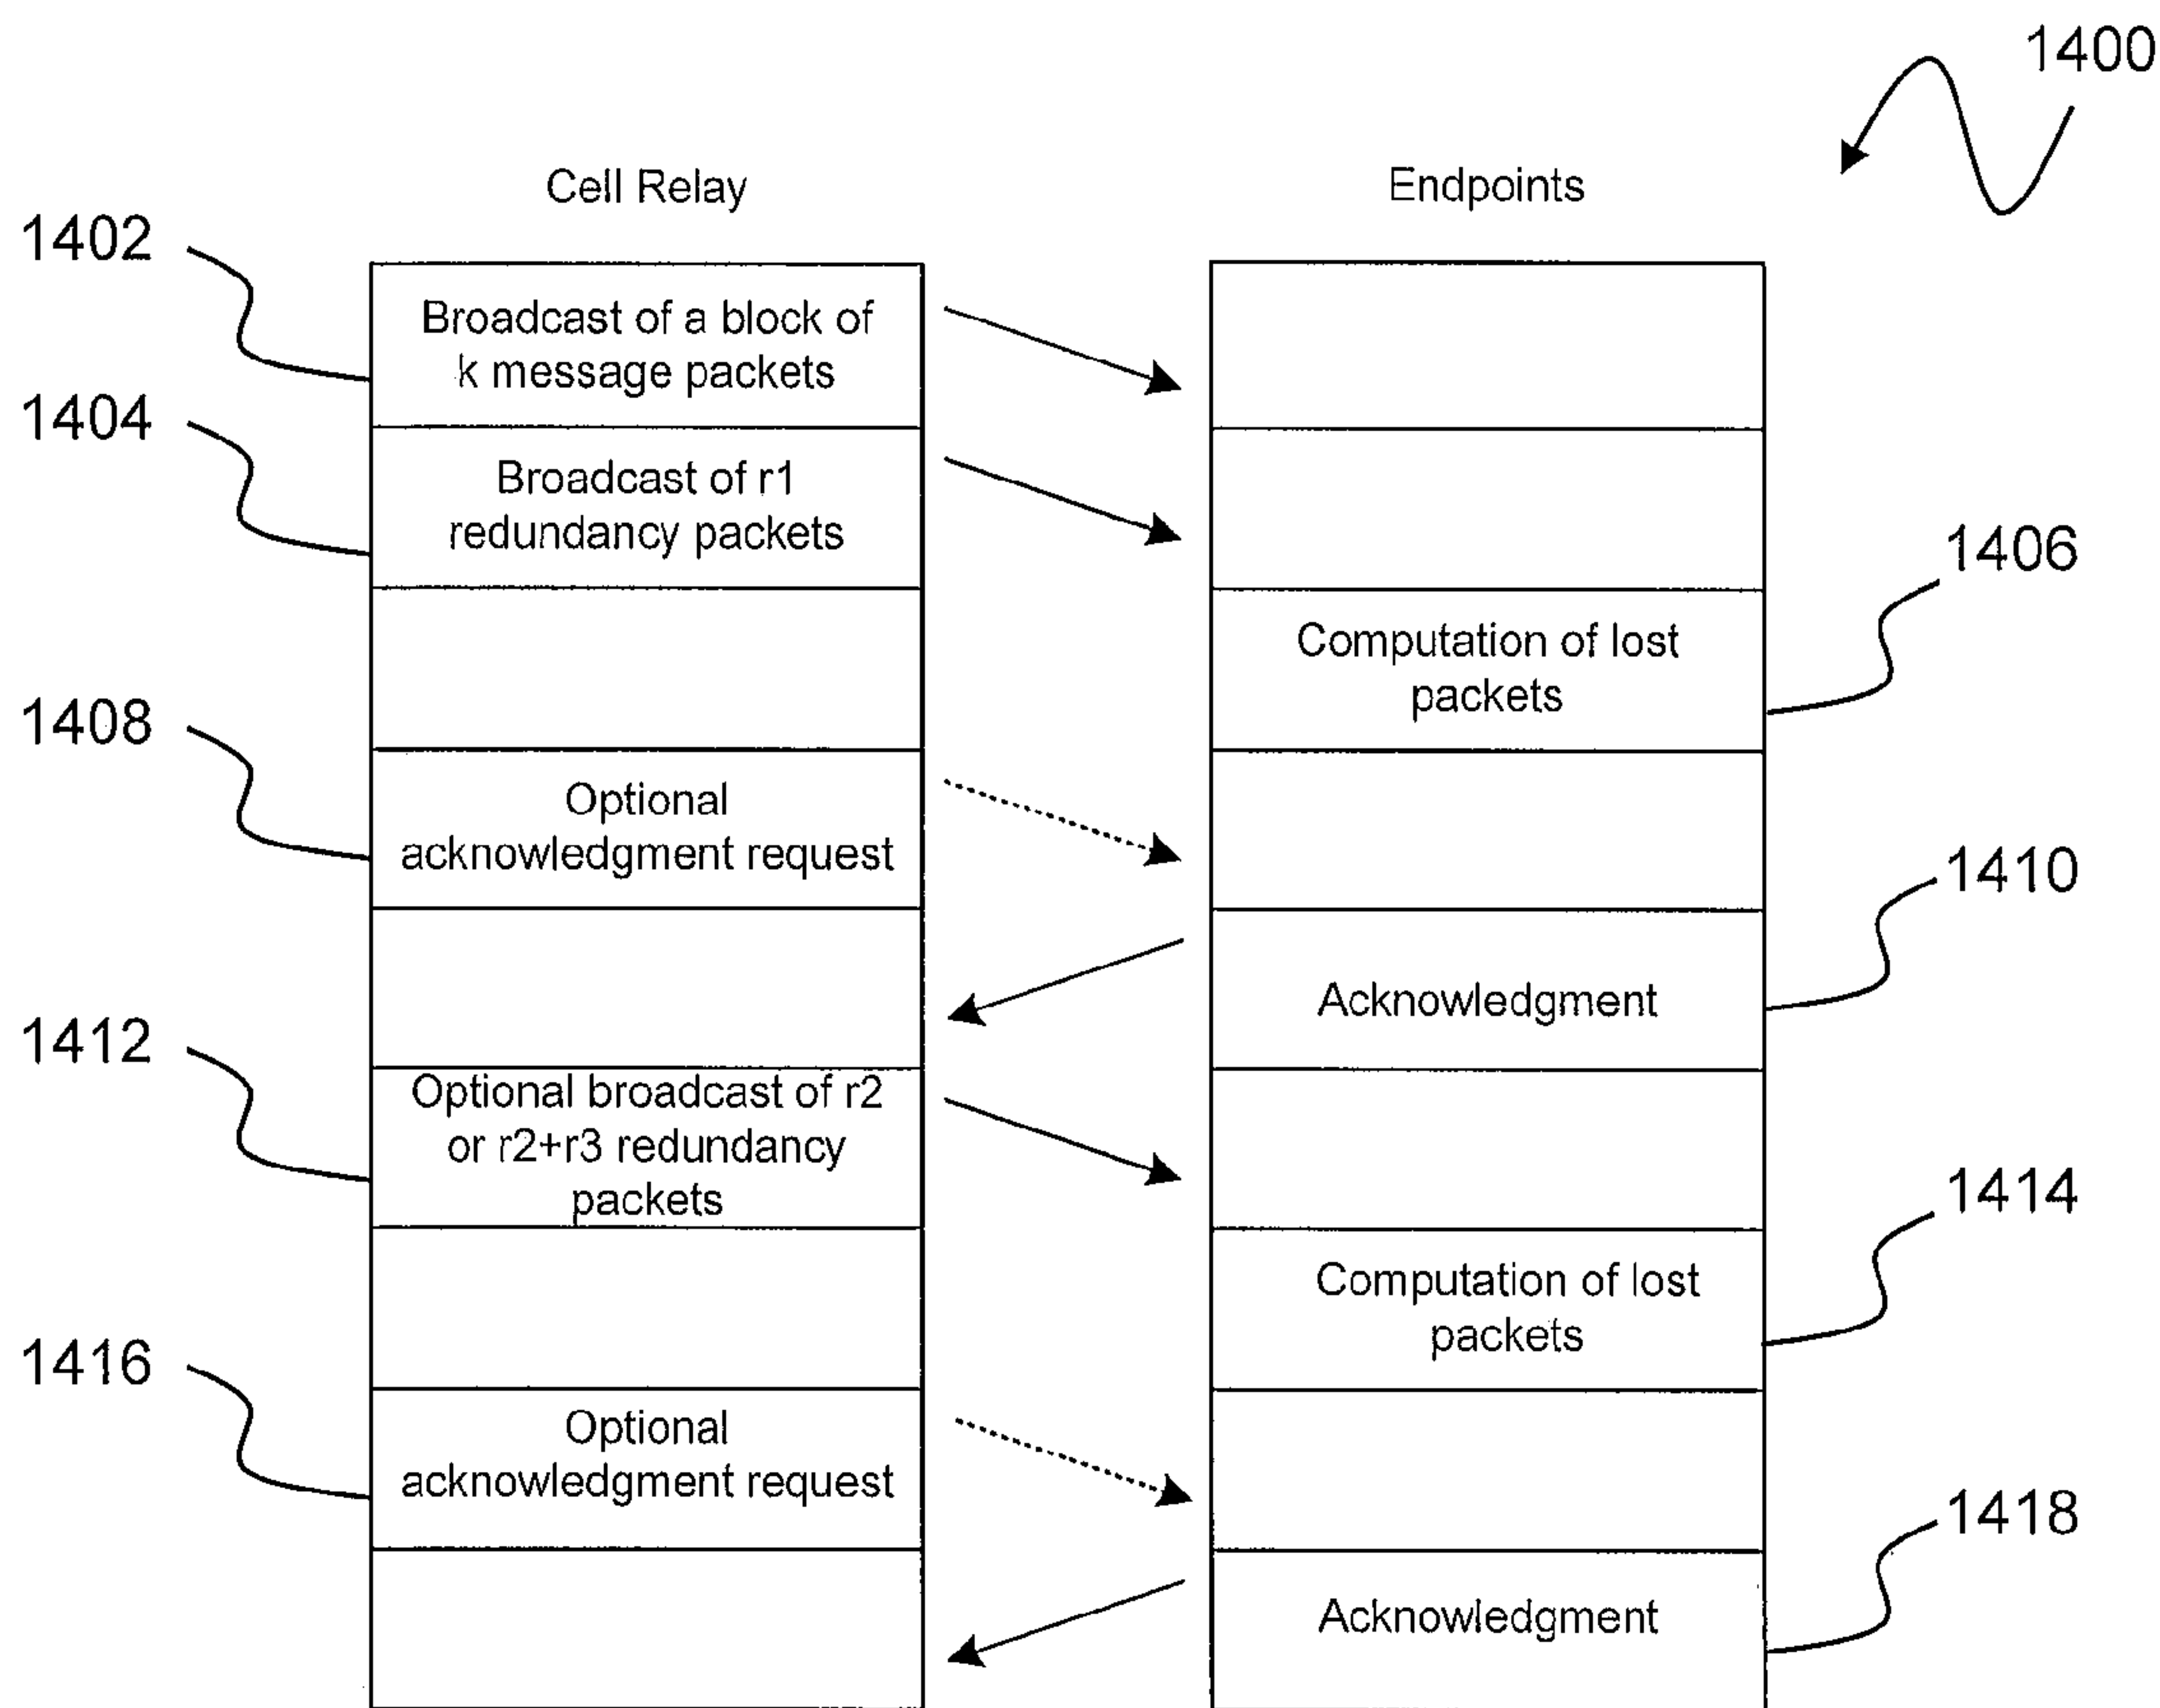 1400
Cell Relay
Endpoints
1402
Broadcast of a block of
k message packets
1404
Broadcast of r1
redundancy packets
1406
Computation of lost
packets
1408
Optional
acknowledgment request
1410
Acknowledgment
1412
Optional broadcast of r2
or r2+r3 redundancy
packets
1414
Computation of lost
packets
1416
Optional
acknowledgment request
1418
Acknowledgment